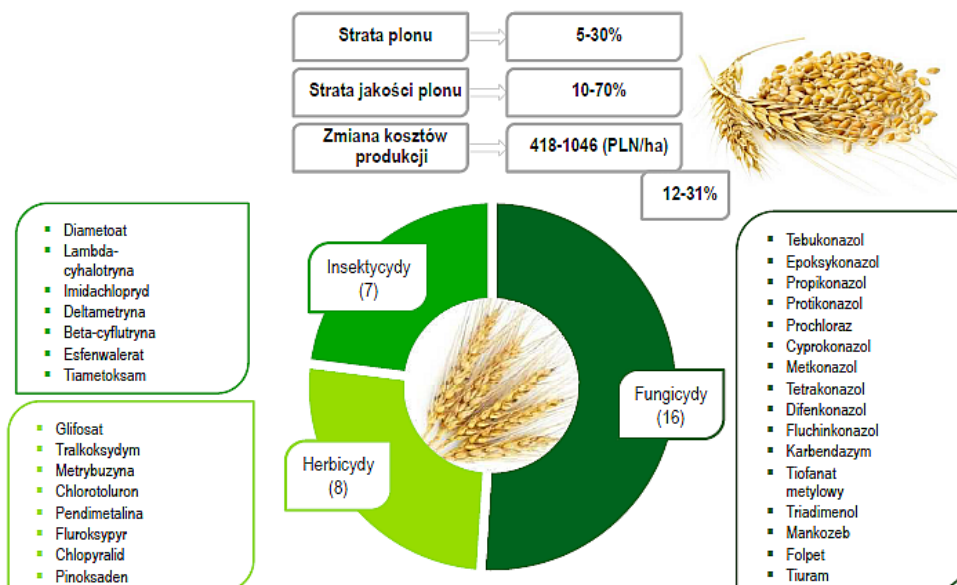 Strata plonu
5-30%
Strata jakości plonu
10-70%
Zmiana kosztów
produkcji
418-1046 (PLN/ha)
12-31%
Diametoat
Lambda-
cyhalotryna
Imidachlopryd
Deltametryna
Beta-cyflutryna
Esfenwalerat
Tiametoksam
Insektycydy
(7)
Glifosat
Tralkoksydym
Metrybuzyna
Chlorotoluron
Pendimetalina
Fluroksypyr
Chlopyralid
Pinoksaden
Herbicydy
(8)
Fungicydy
(16)
Tebukonazol
Epoksykonazol
Propikonazol
Protikonazol
Prochloraz
Cyprokonazol
Metkonazol
Tetrakonazol
Difenkonazol
Fluchinkonazol
Karbendazym
Tiofanat
metylowy
Triadimenol
Mankozeb
Folpet
Tiuram